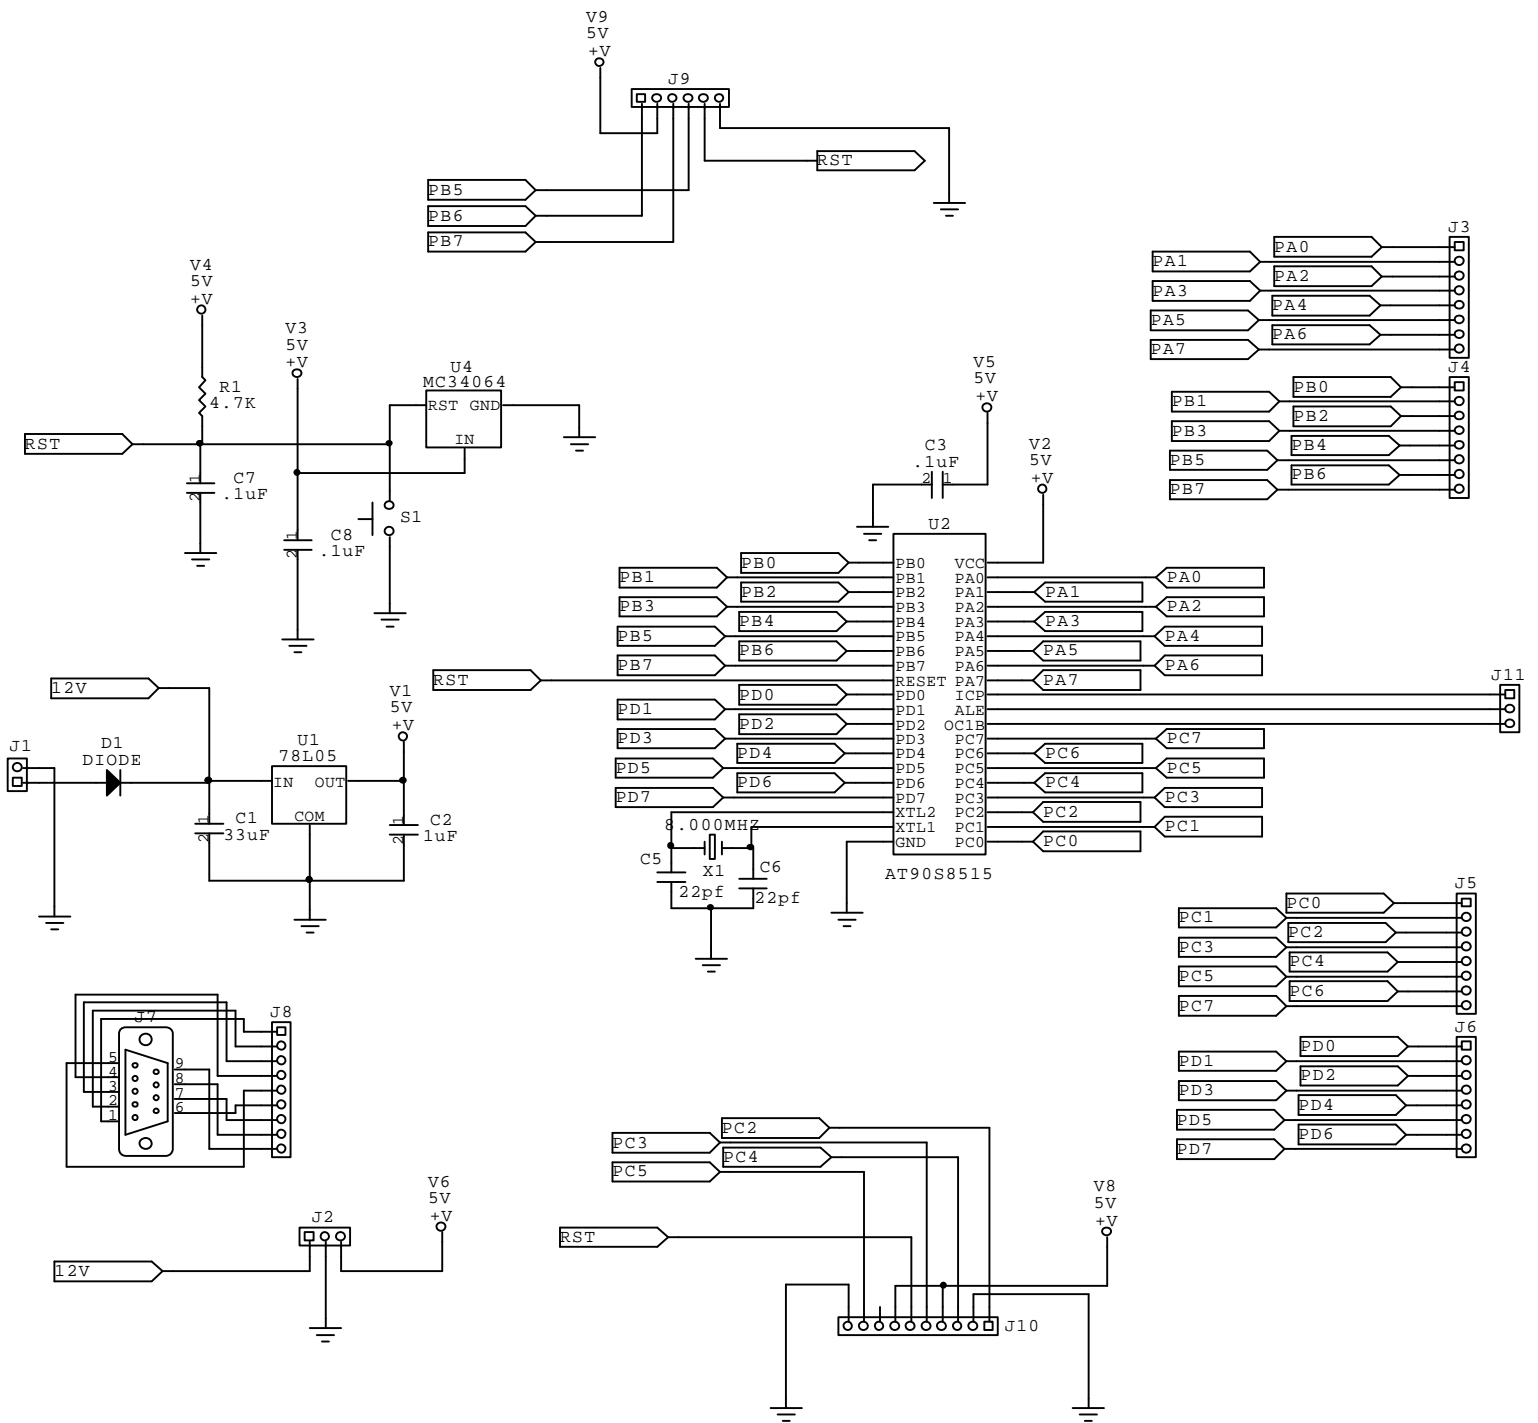 V9
5V
+V
J9
RST
PB5
PB6
PB7
V4
5V
+V
R1
4.7K
V3
5V
+V
U4
MC34064
RST GND
IN
RST
C7
.1uF
1
2
C8
.1uF
1
2
S1
J3
PA0
PA1
PA2
PA3
PA4
PA5
PA6
PA7
J4
PB0
PB1
PB2
PB3
PB4
PB5
PB6
PB7
V5
5V
+V
C3
.1uF
2 1
V2
5V
+V
U2
PB0 PB0 VCC
PB1 PB1 PA0 PA0
PB2 PB2 PA1 PA1
PB3 PB3 PA2 PA2
PB4 PB4 PA3 PA3
PB5 PB5 PA4 PA4
PB6 PB6 PA5 PA5
PB7 PB7 PA6 PA6
RST RESET PA7 PA7
PD0 PD0 ICP
PD1 PD1 ALE
PD2 PD2 OC1B
PD3 PD3 PC7 PC7
PD4 PD4 PC6 PC6
PD5 PD5 PC5 PC5
PD6 PD6 PC4 PC4
PD7 PD7 PC3 PC3
XTL2 PC2 PC2
XTL1 PC1 PC1
GND PC0 PC0
AT90S8515
J11
8.000MHZ
X1
C5
22pf
C6
22pf
12V
V1
5V
+V
J1
D1
DIODE
U1
78L05
IN OUT
COM
C1
33uF
1
2
C2
1uF
1
2
J5
PC0
PC1
PC2
PC3
PC4
PC5
PC6
PC7
J6
PD0
PD1
PD2
PD3
PD4
PD5
PD6
PD7
J7
J8
5 9
4 8
3 7
2 6
1
V6
5V
+V
J2
12V
PC2
PC3
PC4
PC5
RST
V8
5V
+V
J10